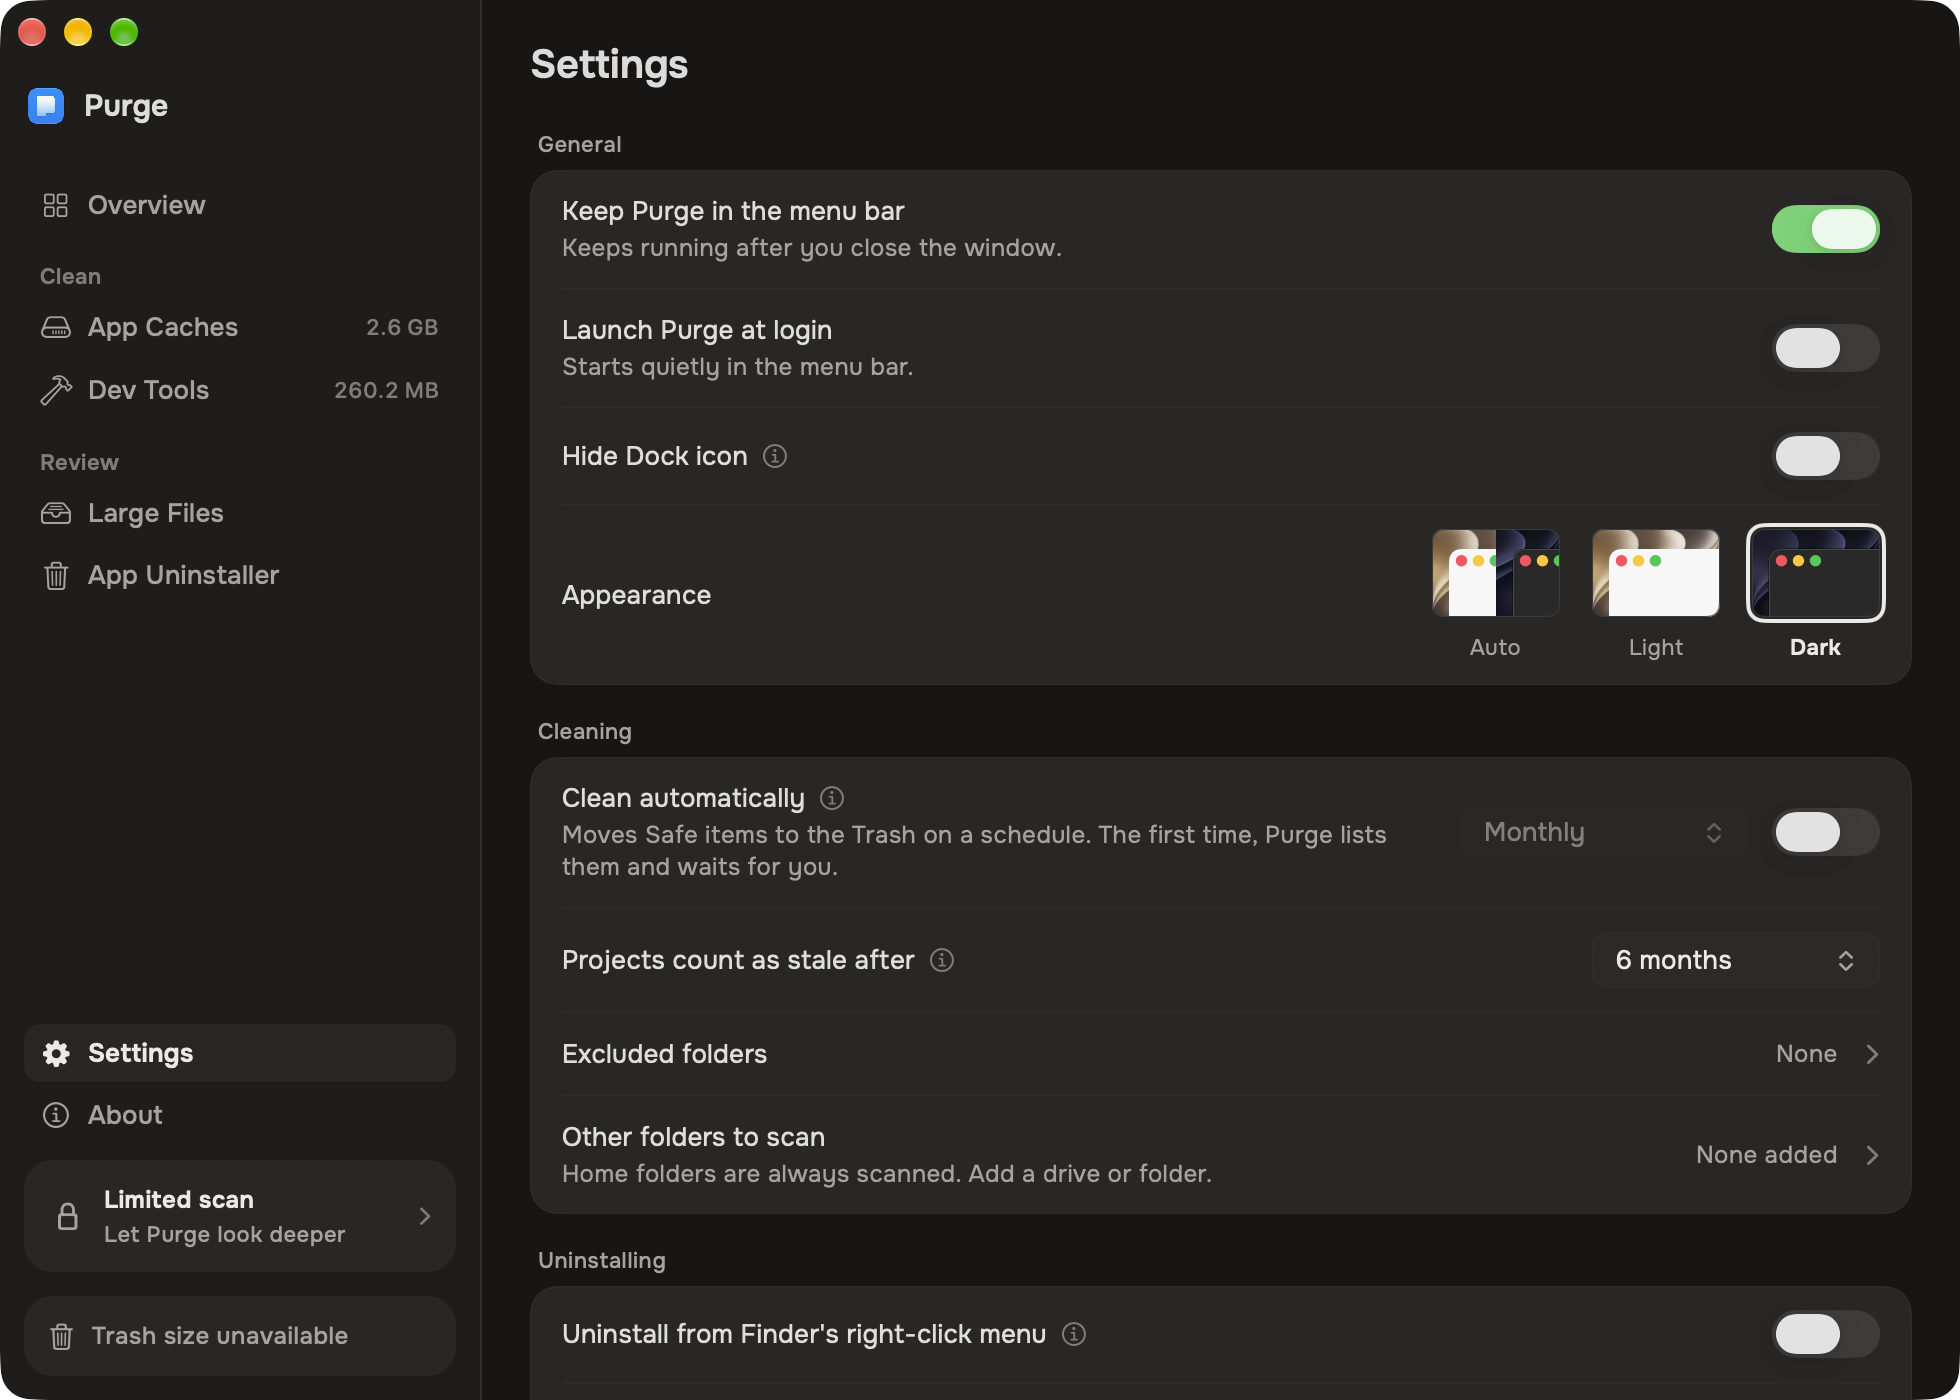 Purge
Overview
Clean
App Caches 2.6 GB
Dev Tools 260.2 MB
Review
Large Files
App Uninstaller
Settings
About
Limited scan
Let Purge look deeper
Trash size unavailable
Settings
General
Keep Purge in the menu bar
Keeps running after you close the window.
Launch Purge at login
Starts quietly in the menu bar.
Hide Dock icon
Appearance
Auto Light Dark
Cleaning
Clean automatically
Moves Safe items to the Trash on a schedule. The first time, Purge lists
them and waits for you.
Monthly
Projects count as stale after 6 months
Excluded folders None
Other folders to scan
Home folders are always scanned. Add a drive or folder.
None added
Uninstalling
Uninstall from Finder's right-click menu